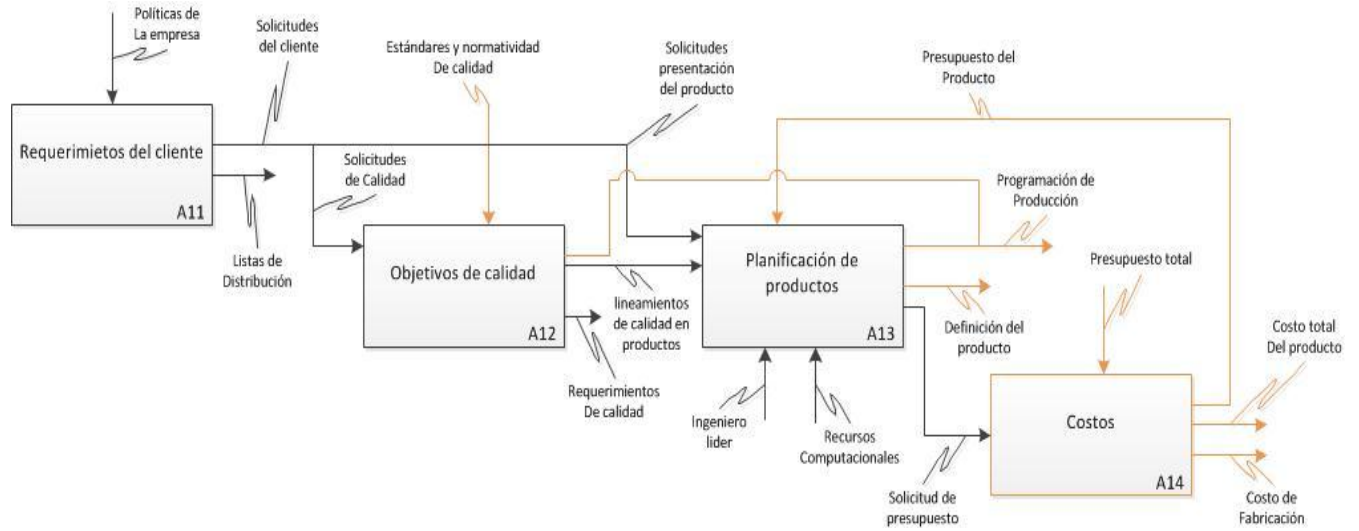 Políticas de
La empresa
Solicitudes
del cliente
Estándares y normatividad
De calidad
Solicitudes
presentación
del producto
Presupuesto del
Producto
Requerimietos del cliente
A11
Solicitudes
de Calidad
Listas de
Distribución
Objetivos de calidad
A12
lineamientos
de calidad en
productos
Requerimientos
De calidad
Planificación de
productos
A13
Programación de
Producción
Definición del
producto
Ingeniero
lider
Recursos
Computacionales
Presupuesto total
Solicitud de
presupuesto
Costos
A14
Costo total
Del producto
Costo de
Fabricación